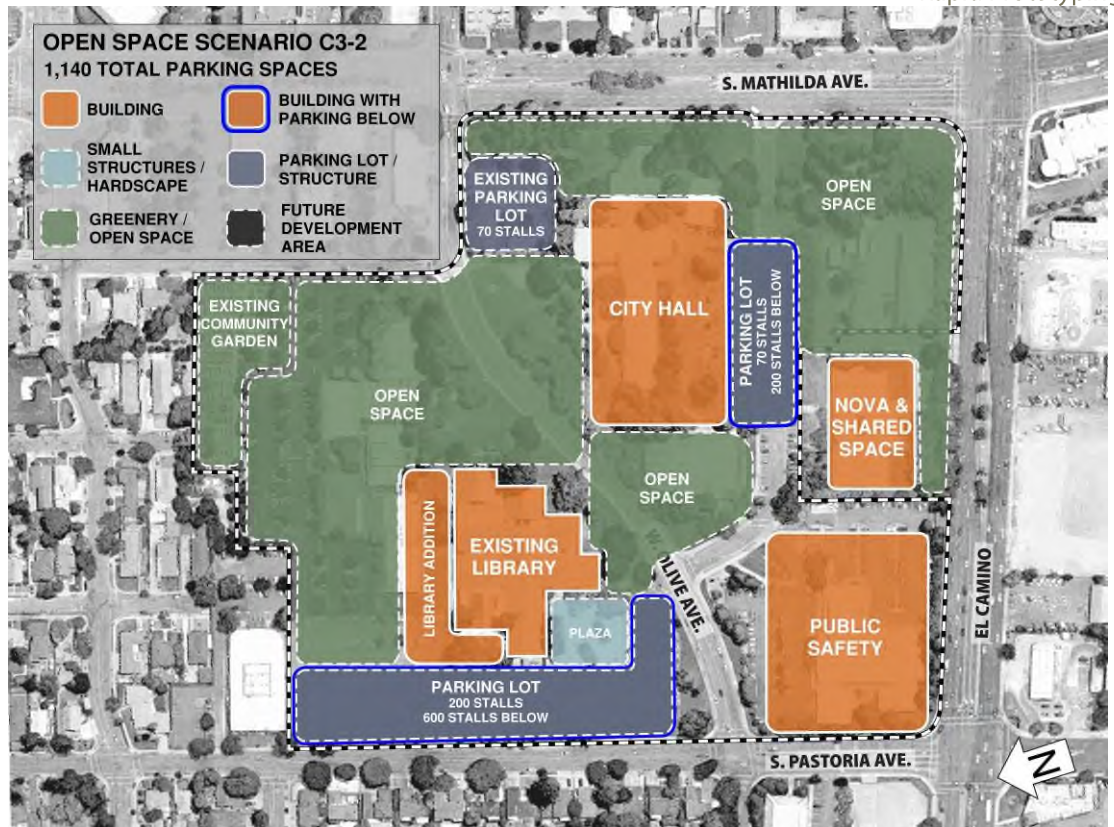 OPEN SPACE SCENARIO C3-2
1,140 TOTAL PARKING SPACES
BUILDING
BUILDING WITH
PARKING BELOW
SMALL
STRUCTURES /
HARDSCAPE
PARKING LOT /
STRUCTURE
GREENERY /
OPEN SPACE
FUTURE
DEVELOPMENT
AREA
S. MATHILDA AVE.
EXISTING
PARKING
LOT
70 STALLS
OPEN
SPACE
CITY HALL
PARKING LOT
70 STALLS
200 STALLS BELOW
EXISTING
COMMUNITY
GARDEN
OPEN
SPACE
NOVA &
SHARED
SPACE
OPEN
SPACE
LIBRARY ADDITION
EXISTING
LIBRARY
W. OLIVE AVE.
PLAZA
PUBLIC
SAFETY
EL CAMINO
PARKING LOT
200 STALLS
600 STALLS BELOW
S. PASTORIA AVE.
N